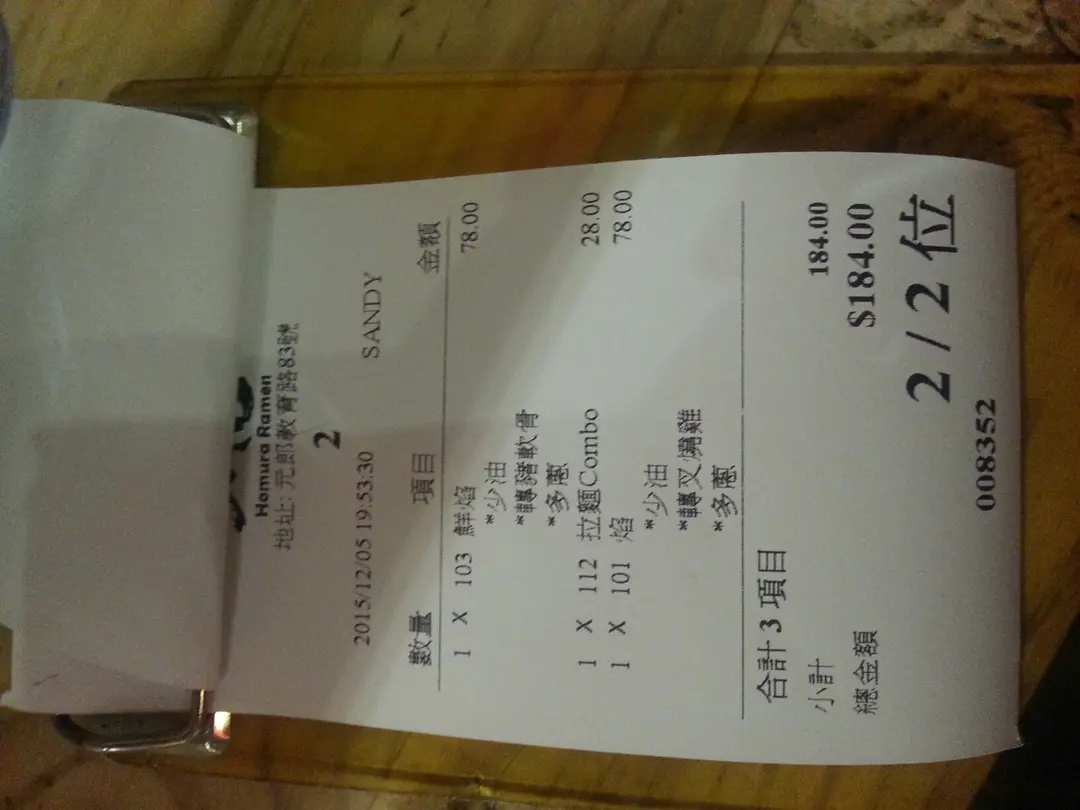 Homura Ramen
地址: 元郎教育路83號
2
2015/12/05 19:53:30 SANDY
數量 項目 金額
1 X 103 鮮焰 78.00
*少油
*轉豬軟骨
*多蔥
1 X 112 拉麵Combo 28.00
1 X 101 焰 78.00
*少油
*轉叉燒雞
*多蔥
合計 3 項目
小計 184.00
總金額 $184.00
2 / 2 位
008352